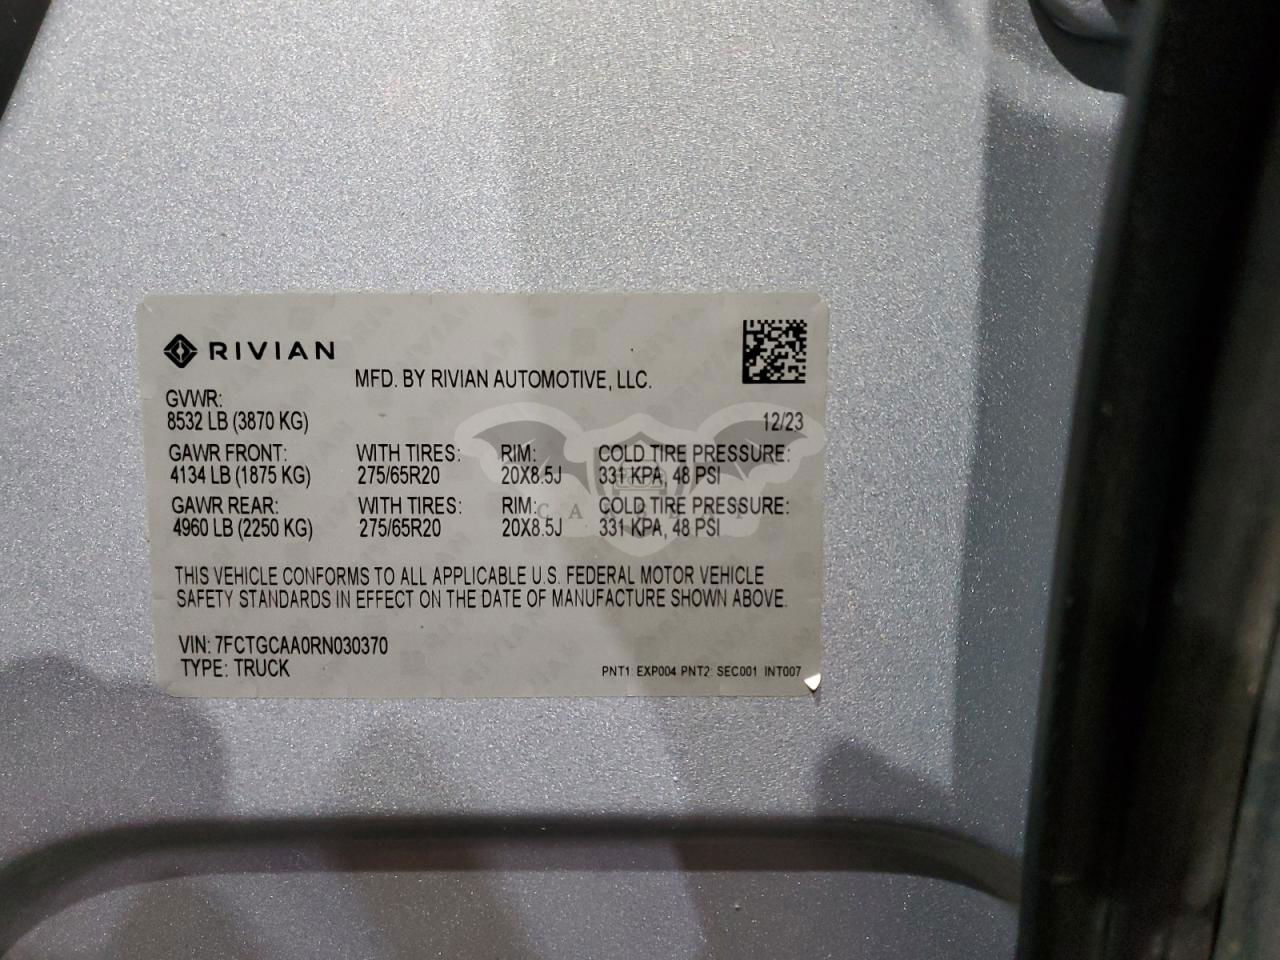 RIVIAN
MFD. BY RIVIAN AUTOMOTIVE, LLC.
GVWR:
8532 LB (3870 KG) 12/23
GAWR FRONT: WITH TIRES: RIM: COLD TIRE PRESSURE:
4134 LB (1875 KG) 275/65R20 20X8.5J 331 KPA, 48 PSI
GAWR REAR: WITH TIRES: RIM: COLD TIRE PRESSURE:
4960 LB (2250 KG) 275/65R20 20X8.5J 331 KPA, 48 PSI
THIS VEHICLE CONFORMS TO ALL APPLICABLE U.S. FEDERAL MOTOR VEHICLE
SAFETY STANDARDS IN EFFECT ON THE DATE OF MANUFACTURE SHOWN ABOVE.
VIN: 7FCTGCAA0RN030370
TYPE: TRUCK PNT1: EXP004 PNT2: SEC001 INT007